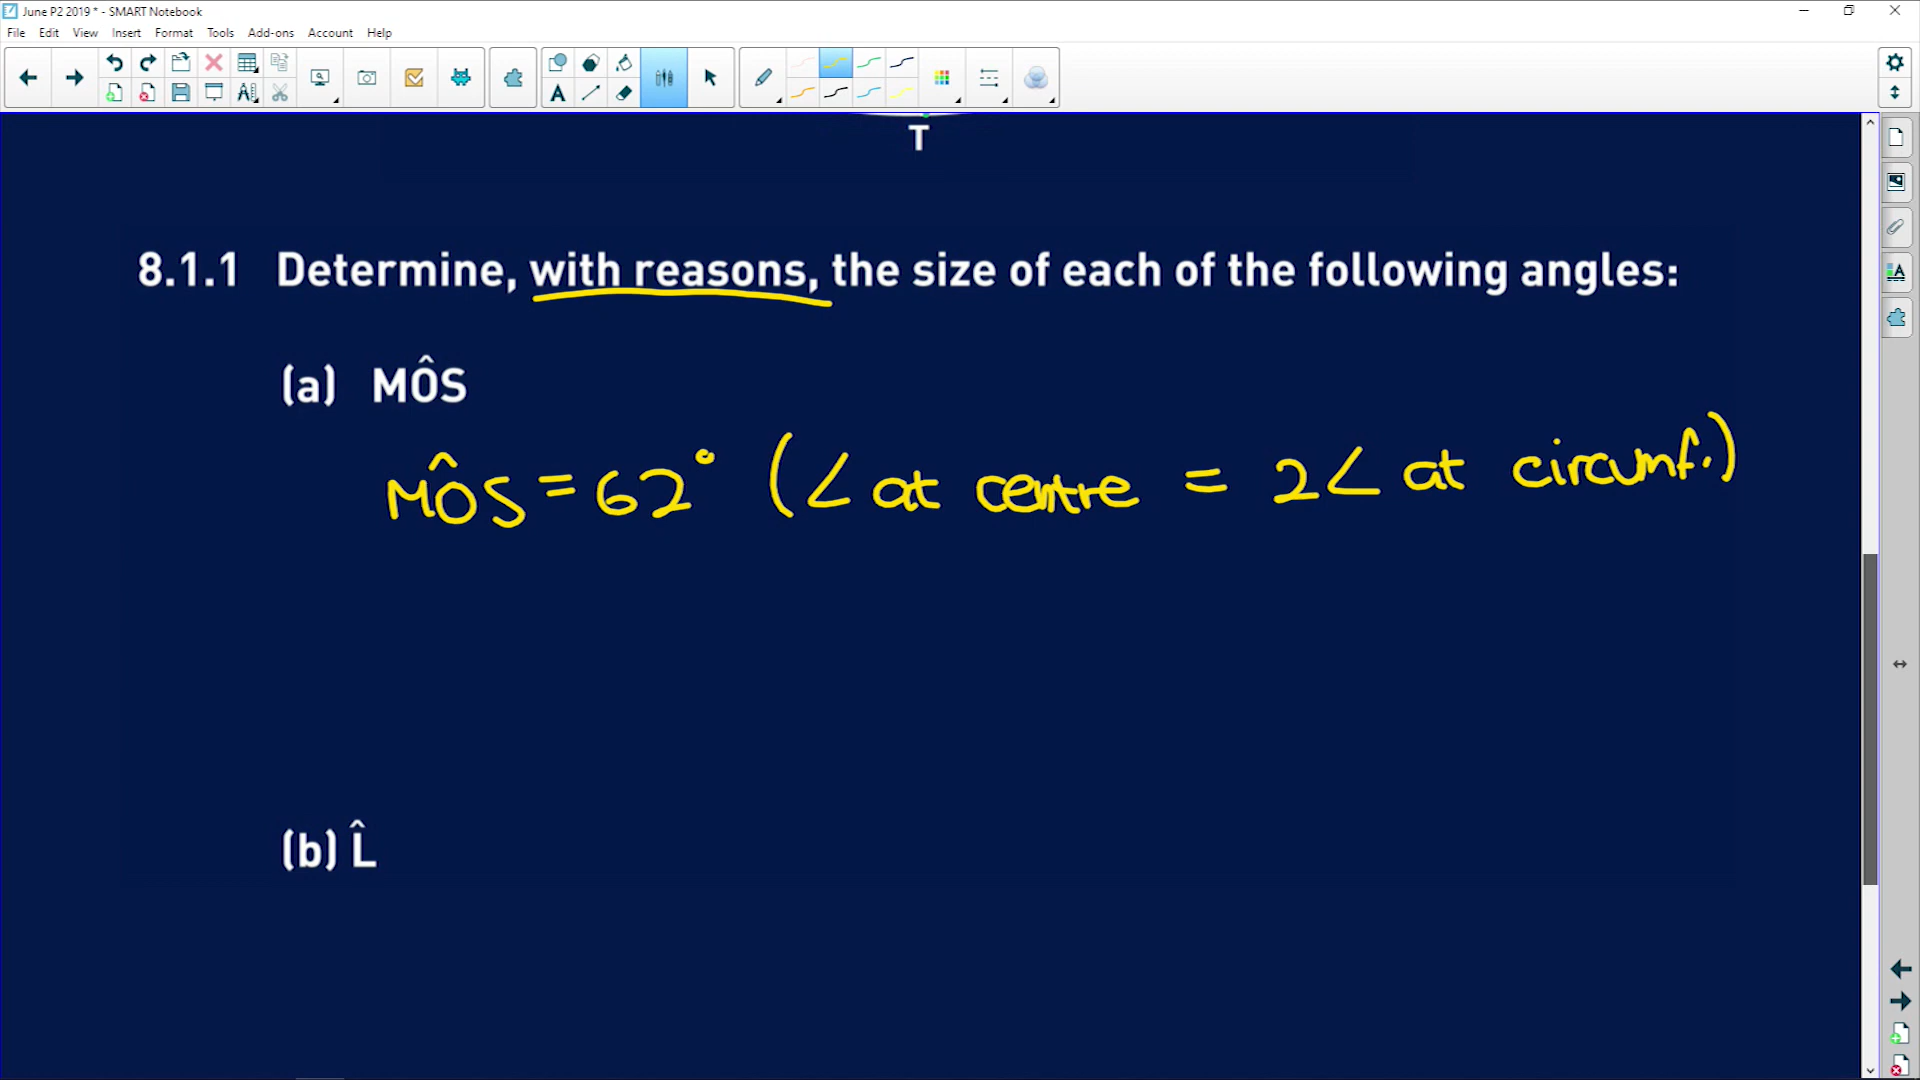 June P2 2019 * - SMART Notebook
File Edit View Insert Format Tools Add-ons Account Help
T
8.1.1 Determine, with reasons, the size of each of the following angles:
(a) MÔS
MÔS = 62° (∠ at centre = 2∠ at circumf.)
(b) L̂